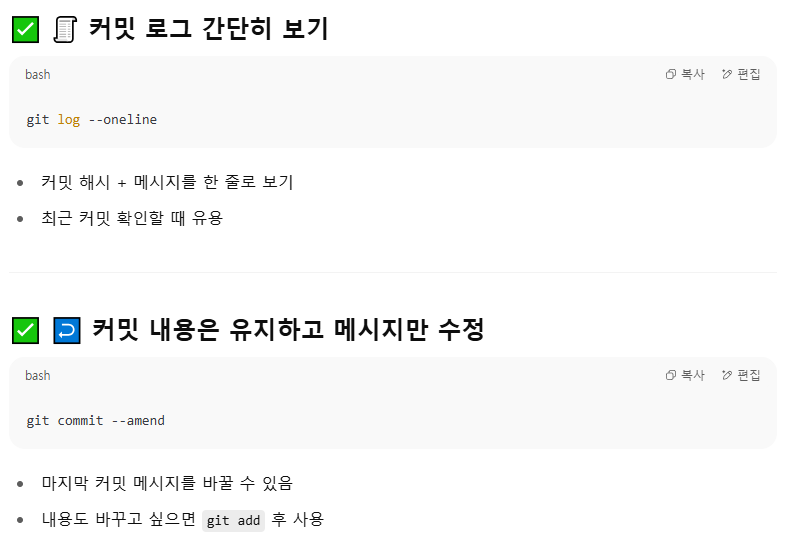 ✅ 📜 커밋 로그 간단히 보기
bash 복사 편집
git log --oneline
• 커밋 해시 + 메시지를 한 줄로 보기
• 최근 커밋 확인할 때 유용
✅ ↩️ 커밋 내용은 유지하고 메시지만 수정
bash 복사 편집
git commit --amend
• 마지막 커밋 메시지를 바꿀 수 있음
• 내용도 바꾸고 싶으면 git add 후 사용